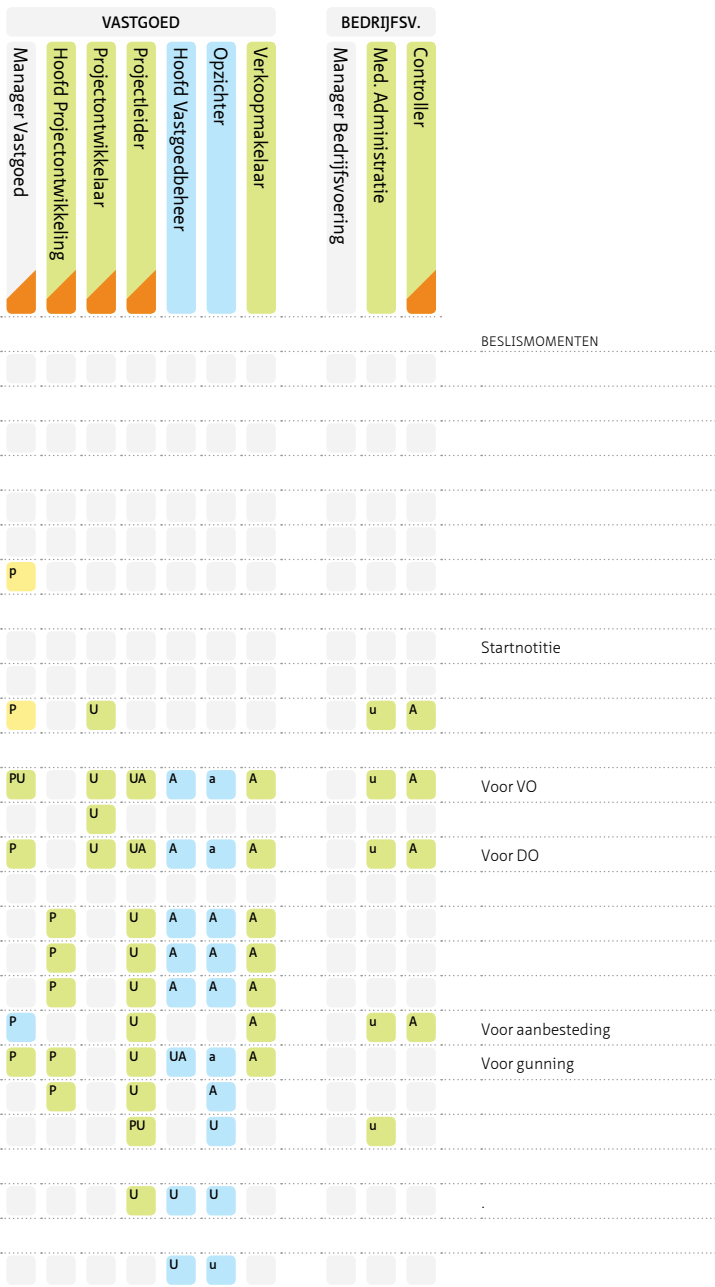 VASTGOED BEDRIJFSV.
Manager Vastgoed
Hoofd Projectontwikkeling
Projectontwikkelaar
Projectleider
Hoofd Vastgoedbeheer
Opzichter
Verkoopmakelaar
Manager Bedrijfsvoering
Med. Administratie
Controller
BESLISMOMENTEN
p
Startnotitie
P U u A
PU U UA A a A u A Voor VO
U
P U UA A a A u A Voor DO
P U A A A
P U A A A
P U A A A
P U A u A Voor aanbesteding
P P U UA a A Voor gunning
P U A
PU U u
U U U .
U u